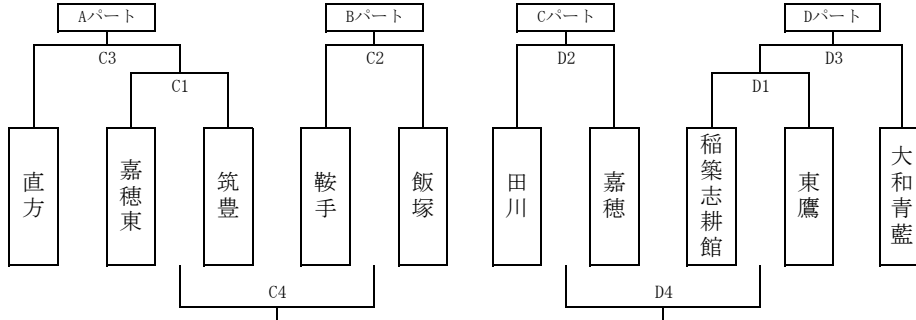 Aパート Bパート Cパート Dパート
C3 C2 D2 D3
C1 D1
直方 嘉穂東 筑豊 鞍手 飯塚 田川 嘉穂 稲築志耕館 東鷹 大和青藍
C4 D4